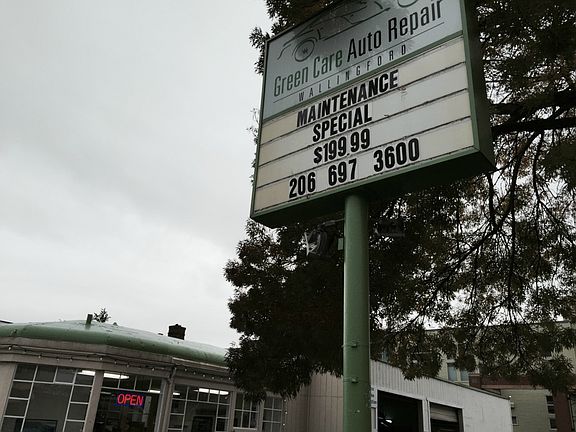 Green Care Auto Repair
WALLINGFORD
MAINTENANCE
SPECIAL
$199.99
206 697 3600
OPEN